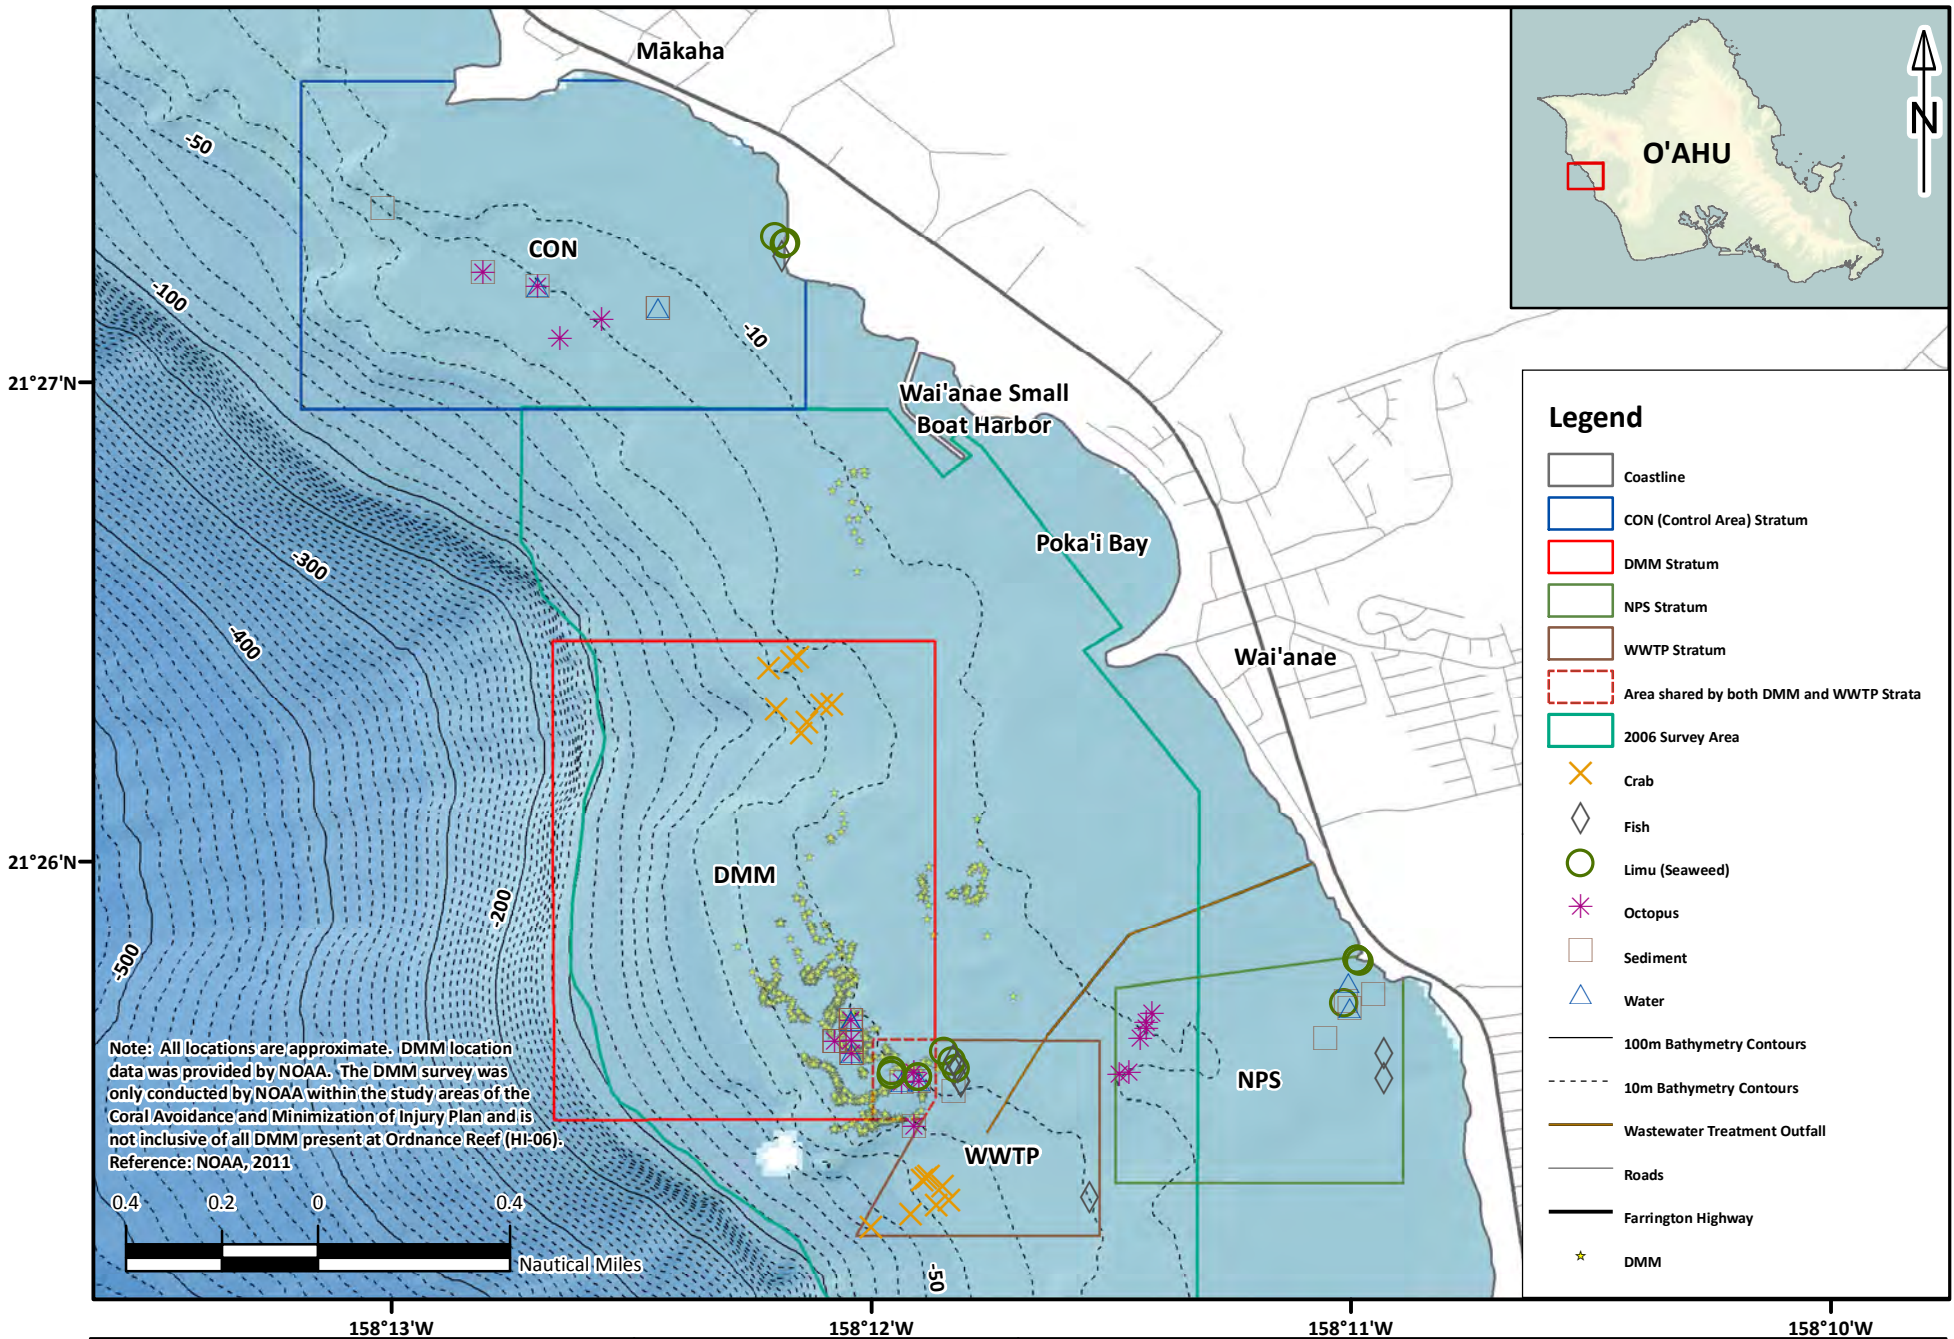 Mākaha
O'AHU
N
-50
CON
-100
-10
21°27'N
Wai'anae Small
Boat Harbor
Poka'i Bay
-300
-400
Wai'anae
21°26'N
DMM
-200
-500
NPS
WWTP
-50
Note: All locations are approximate. DMM location
data was provided by NOAA. The DMM survey was
only conducted by NOAA within the study areas of the
Coral Avoidance and Minimization of Injury Plan and is
not inclusive of all DMM present at Ordnance Reef (HI-06).
Reference: NOAA, 2011
0.4 0.2 0 0.4
Nautical Miles
Legend
Coastline
CON (Control Area) Stratum
DMM Stratum
NPS Stratum
WWTP Stratum
Area shared by both DMM and WWTP Strata
2006 Survey Area
Crab
Fish
Limu (Seaweed)
Octopus
Sediment
Water
100m Bathymetry Contours
10m Bathymetry Contours
Wastewater Treatment Outfall
Roads
Farrington Highway
DMM
158°13'W 158°12'W 158°11'W 158°10'W